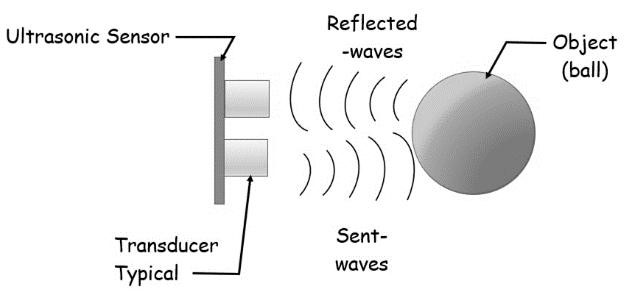 Ultrasonic Sensor
Reflected
-waves
Object
(ball)
Transducer
Typical
Sent-
waves